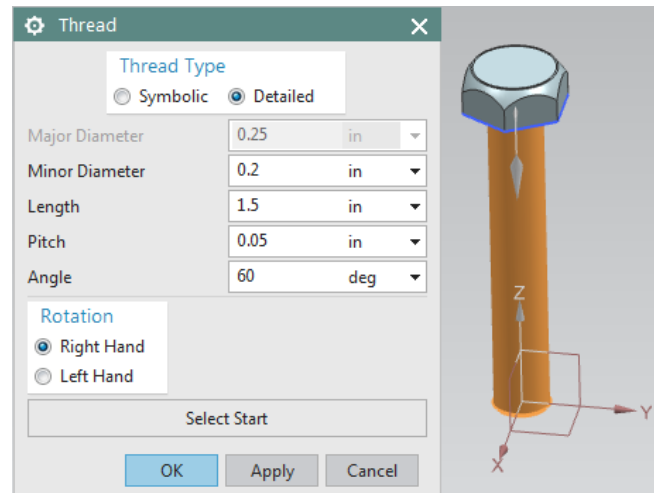 Thread
Thread Type
Symbolic Detailed
Major Diameter 0.25 in
Minor Diameter 0.2 in
Length 1.5 in
Pitch 0.05 in
Angle 60 deg
Rotation
Right Hand
Left Hand
Select Start
OK Apply Cancel
Z
Y
X